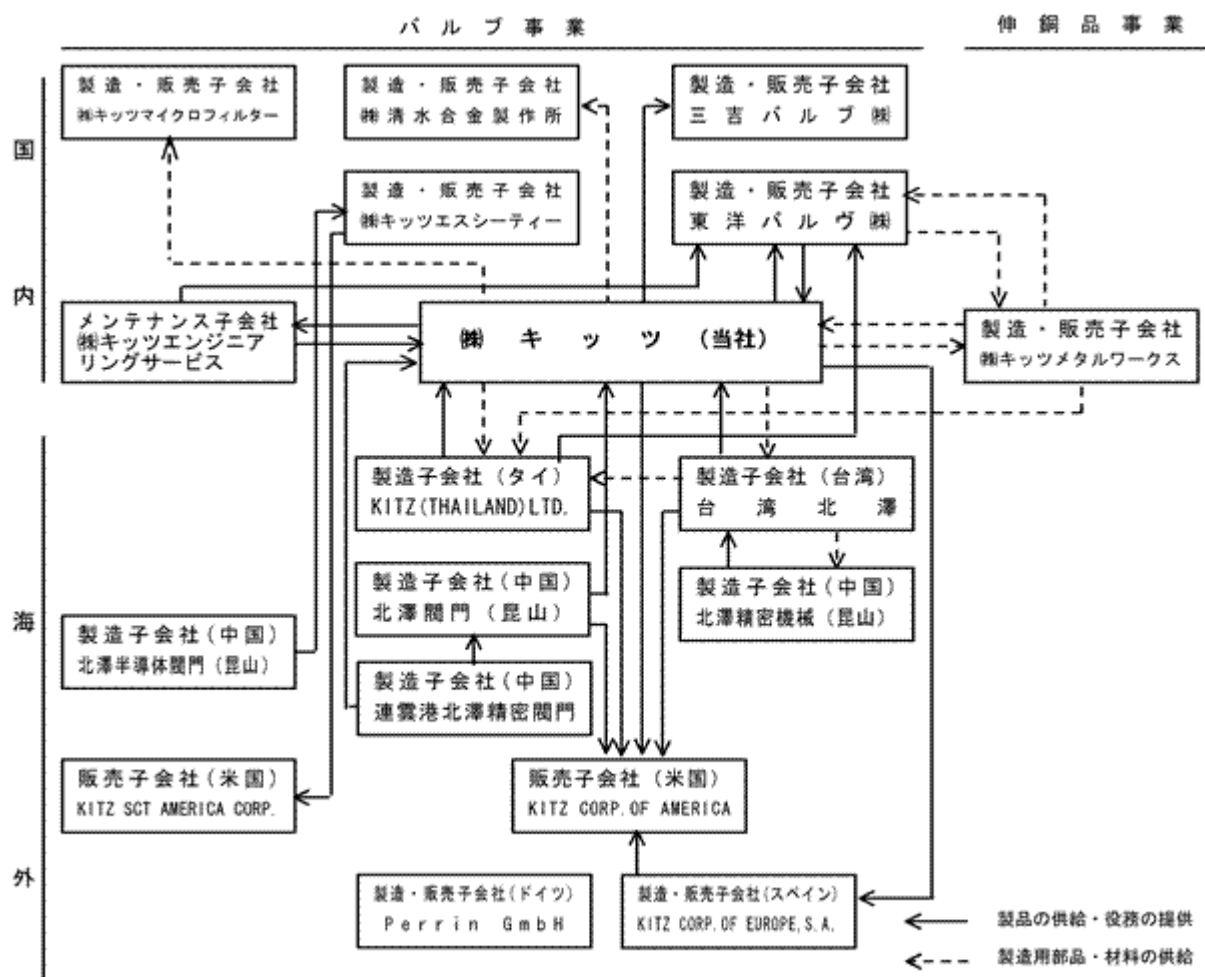 バルブ事業
伸銅品事業
国
内
海
外
製造・販売子会社
㈱キッツマイクロフィルター
製造・販売子会社
㈱清水合金製作所
製造・販売子会社
三吉バルブ㈱
製造・販売子会社
㈱キッツエスシーティー
製造・販売子会社
東洋バルヴ㈱
メンテナンス子会社
㈱キッツエンジニア
リングサービス
㈱キッツ(当社)
製造・販売子会社
㈱キッツメタルワークス
製造子会社(タイ)
KITZ(THAILAND)LTD.
製造子会社(台湾)
台湾北澤
製造子会社(中国)
北澤閥門(昆山)
製造子会社(中国)
北澤精密機械(昆山)
製造子会社(中国)
北澤半導体閥門(昆山)
製造子会社(中国)
連雲港北澤精密閥門
販売子会社(米国)
KITZ SCT AMERICA CORP.
販売子会社(米国)
KITZ CORP.OF AMERICA
製造・販売子会社(ドイツ)
Perrin GmbH
製造・販売子会社(スペイン)
KITZ CORP.OF EUROPE,S.A.
製品の供給・役務の提供
製造用部品・材料の供給